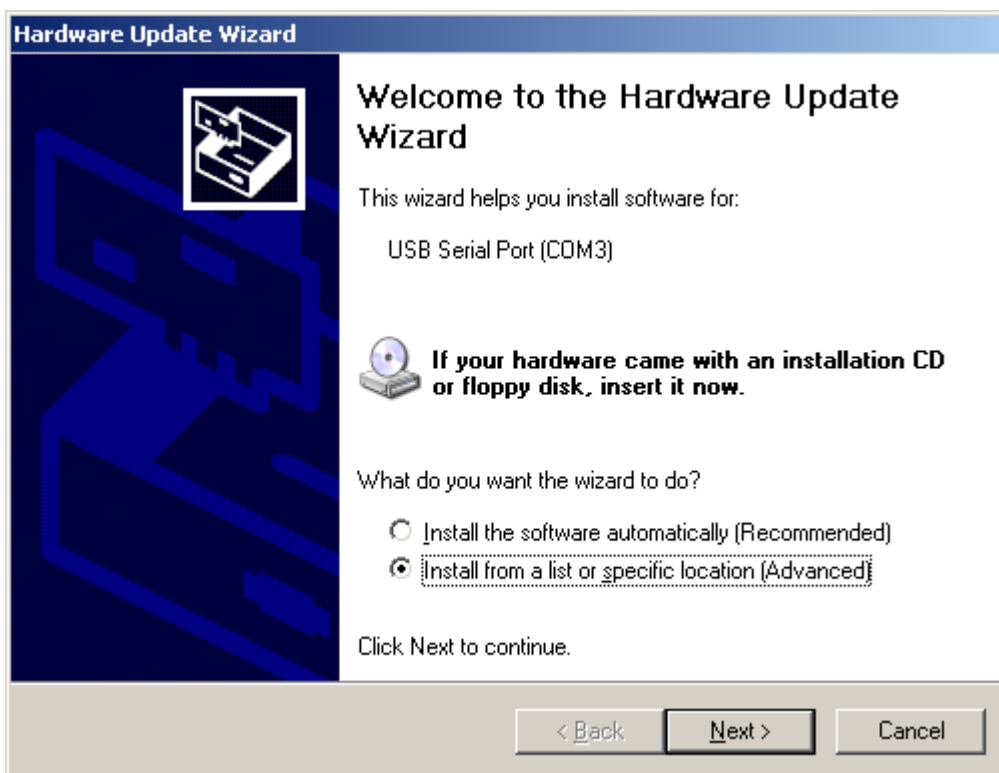 Hardware Update Wizard
Welcome to the Hardware Update
Wizard
This wizard helps you install software for:
USB Serial Port (COM3)
If your hardware came with an installation CD
or floppy disk, insert it now.
What do you want the wizard to do?
Install the software automatically (Recommended)
Install from a list or specific location (Advanced)
Click Next to continue.
< Back Next > Cancel